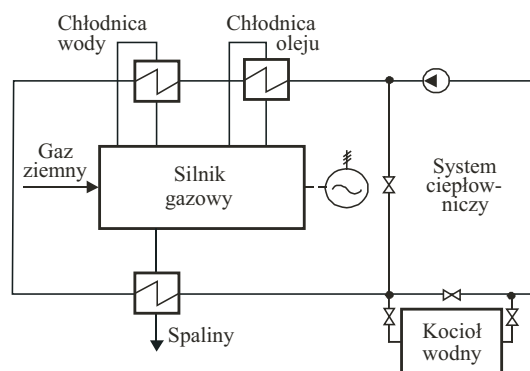 Chłodnica
wody
Chłodnica
oleju
Gaz
ziemny
Silnik
gazowy
System
ciepłow-
niczy
Spaliny
Kocioł
wodny